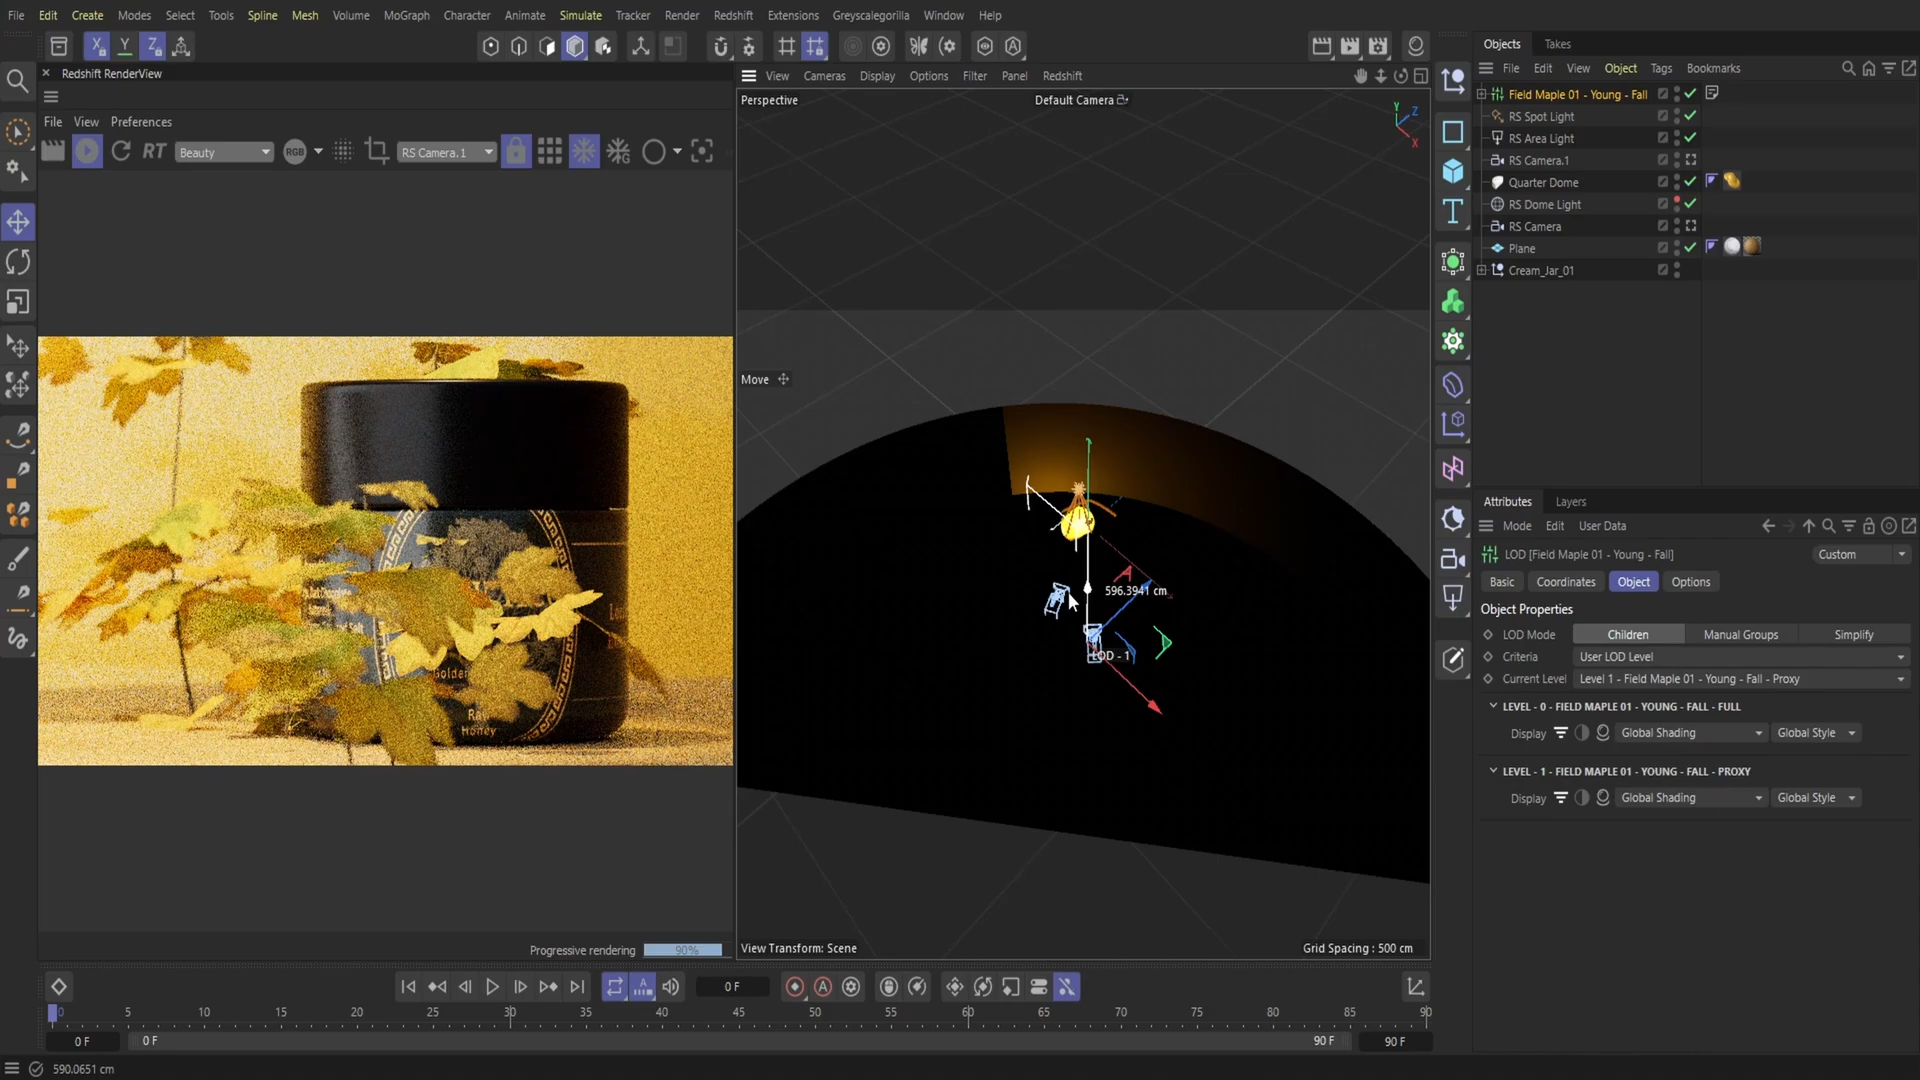 File Edit Create Modes Select Tools Spline Mesh Volume MoGraph Character Animate Simulate Tracker Render Redshift Extensions Greyscalegorilla Window Help
X Y Z
Redshift RenderView
File View Preferences
RT Beauty RGB RS Camera.1
View Cameras Display Options Filter Panel Redshift
Perspective
Default Camera
Y Z X
Move
596.3941 cm
LOD - 1
Golden
Raw
Honey
Progressive rendering 90%
View Transform: Scene
Grid Spacing : 500 cm
Objects Takes
File Edit View Object Tags Bookmarks
Field Maple 01 - Young - Fall
RS Spot Light
RS Area Light
RS Camera.1
Quarter Dome
RS Dome Light
RS Camera
Plane
Cream_Jar_01
Attributes Layers
Mode Edit User Data
LOD [Field Maple 01 - Young - Fall]
Custom
Basic Coordinates Object Options
Object Properties
LOD Mode Children Manual Groups Simplify
Criteria User LOD Level
Current Level Level 1 - Field Maple 01 - Young - Fall - Proxy
LEVEL - 0 - FIELD MAPLE 01 - YOUNG - FALL - FULL
Display Global Shading Global Style
LEVEL - 1 - FIELD MAPLE 01 - YOUNG - FALL - PROXY
Display Global Shading Global Style
0 F
0 5 10 15 20 25 30 35 40 45 50 55 60 65 70 75 80 85 90
0 F 0 F 90 F 90 F
590.0651 cm